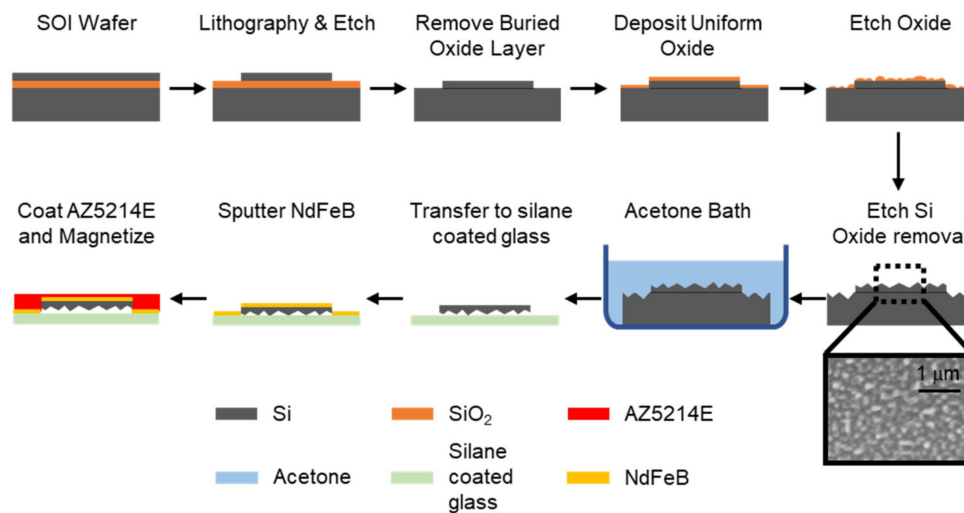 SOI Wafer
Lithography & Etch
Remove Buried
Oxide Layer
Deposit Uniform
Oxide
Etch Oxide
Coat AZ5214E
and Magnetize
Sputter NdFeB
Transfer to silane
coated glass
Acetone Bath
Etch Si
Oxide remova
1 μm
Si
SiO₂
AZ5214E
Acetone
Silane
coated
glass
NdFeB